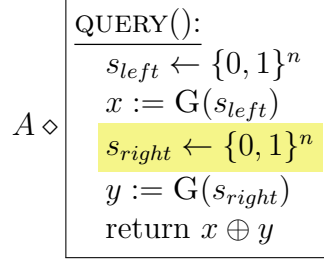 QUERY():
s_left ← {0, 1}^n
x := G(s_left)
A ⋄ s_right ← {0, 1}^n
y := G(s_right)
return x ⊕ y